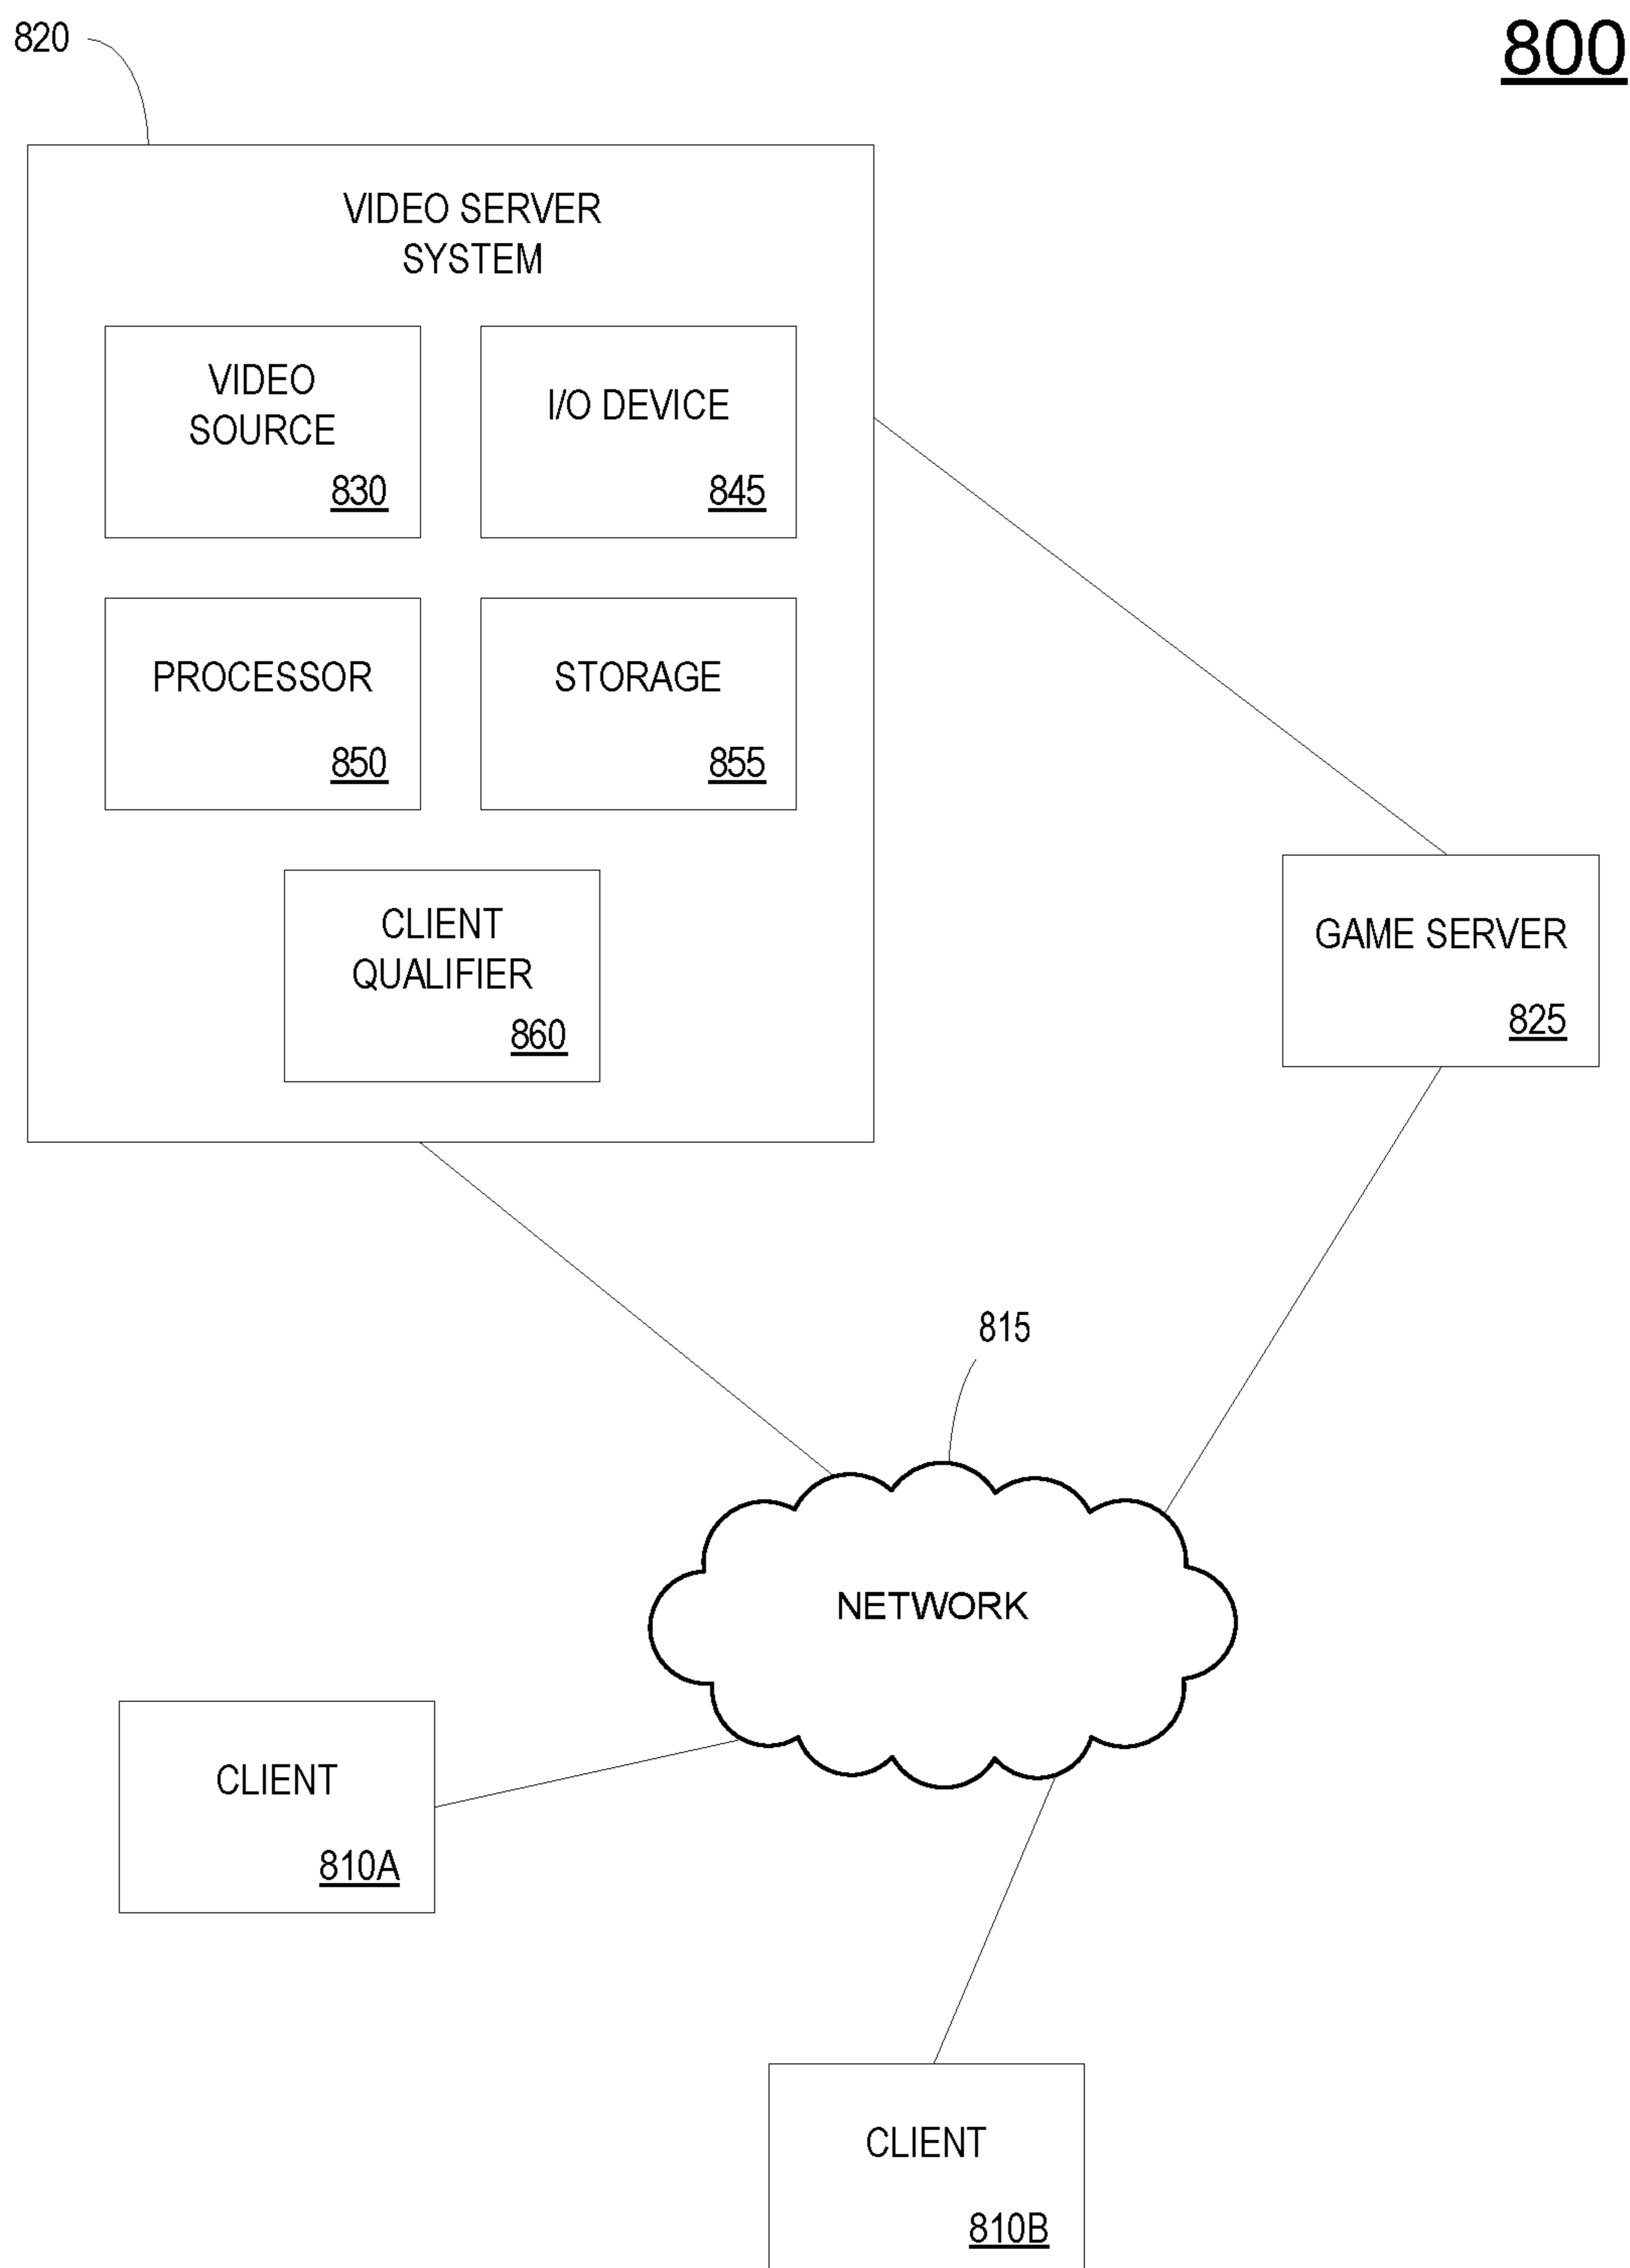 820
800
VIDEO SERVER
SYSTEM
VIDEO
SOURCE
830
I/O DEVICE
845
PROCESSOR
850
STORAGE
855
CLIENT
QUALIFIER
860
GAME SERVER
825
815
NETWORK
CLIENT
810A
CLIENT
810B